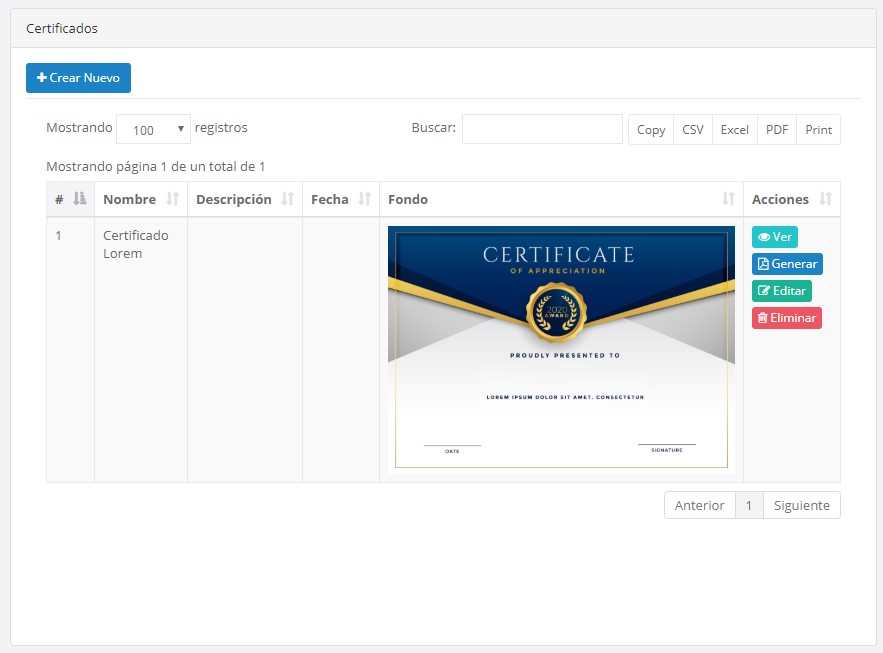 Certificados
Crear Nuevo
Mostrando 100 registros Buscar: Copy CSV Excel PDF Print
Mostrando página 1 de un total de 1
# Nombre Descripción Fecha Fondo Acciones
1 Certificado Lorem
CERTIFICATE
OF APPRECIATION
2020
AWARD
PROUDLY PRESENTED TO
LOREM IPSUM DOLOR SIT AMET, CONSECTETUR
DATE SIGNATURE
Ver
Generar
Editar
Eliminar
Anterior 1 Siguiente